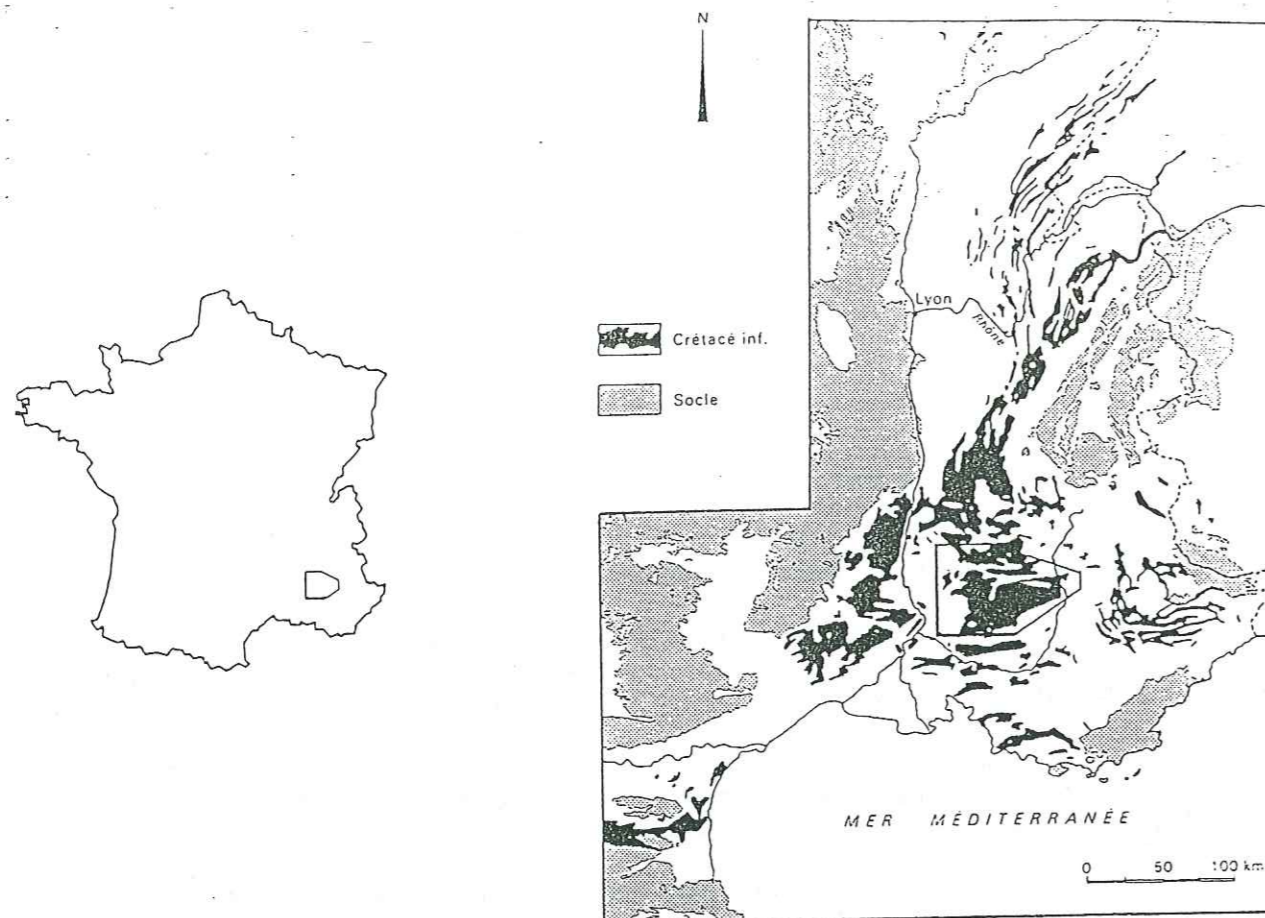 N
Lyon
Rhône
Crétacé inf.
Socle
MER MÉDITERRANÉE
0 50 100 km